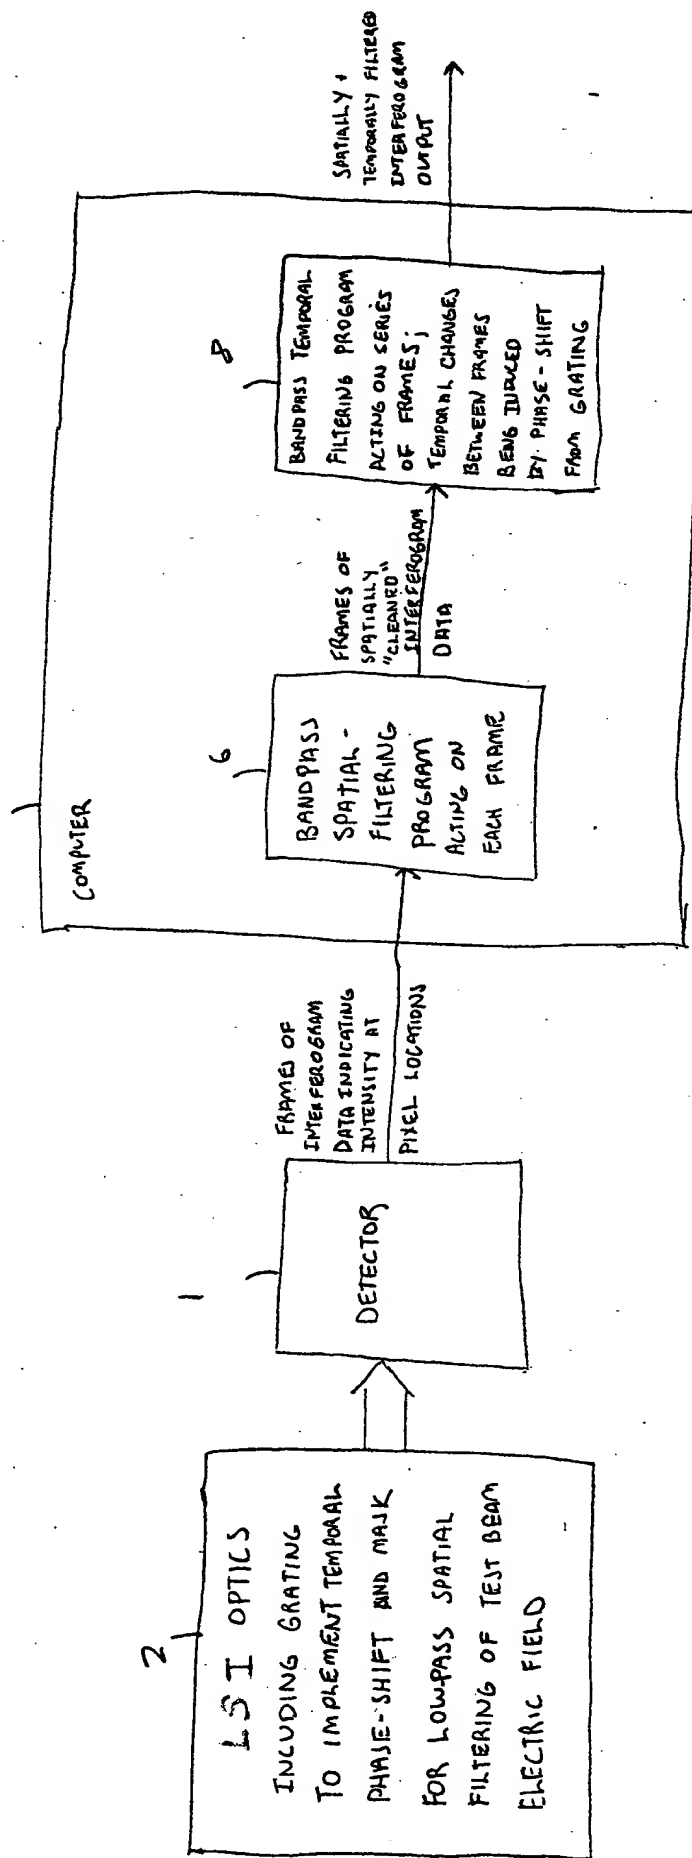 2
LSI OPTICS
INCLUDING GRATING
TO IMPLEMENT TEMPORAL
PHASE-SHIFT AND MASK
FOR LOWPASS SPATIAL
FILTERING OF TEST BEAM
ELECTRIC FIELD
1
DETECTOR
FRAMES OF
INTERFEROGRAM
DATA INDICATING
INTENSITY AT
PIXEL LOCATIONS
COMPUTER
6
BANDPASS
SPATIAL-
FILTERING
PROGRAM
ACTING ON
EACH FRAME
FRAMES OF
SPATIALLY
"CLEANED"
INTERFEROGRAM
DATA
8
BANDPASS TEMPORAL
FILTERING PROGRAM
ACTING ON SERIES
OF FRAMES;
TEMPORAL CHANGES
BETWEEN FRAMES
BEING INDUCED
BY PHASE-SHIFT
FROM GRATING
SPATIALLY +
TEMPORALLY FILTERED
INTERFEROGRAM
OUTPUT